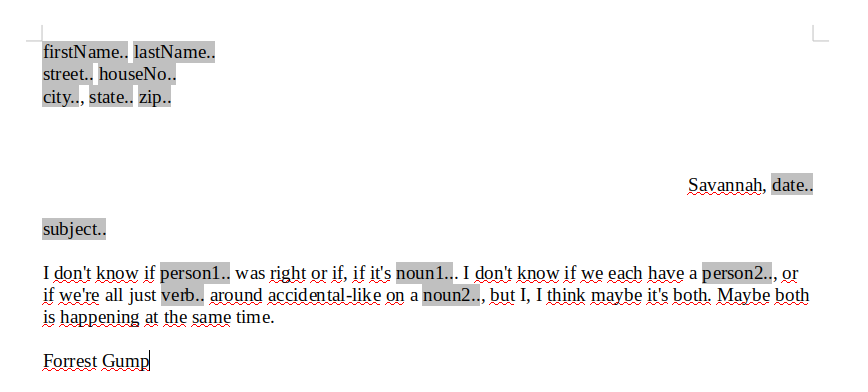 firstName.. lastName..
street.. houseNo..
city.., state.. zip..
Savannah, date..
subject..
I don't know if person1.. was right or if, if it's noun1... I don't know if we each have a person2.., or
if we're all just verb.. around accidental-like on a noun2.., but I, I think maybe it's both. Maybe both
is happening at the same time.
Forrest Gump